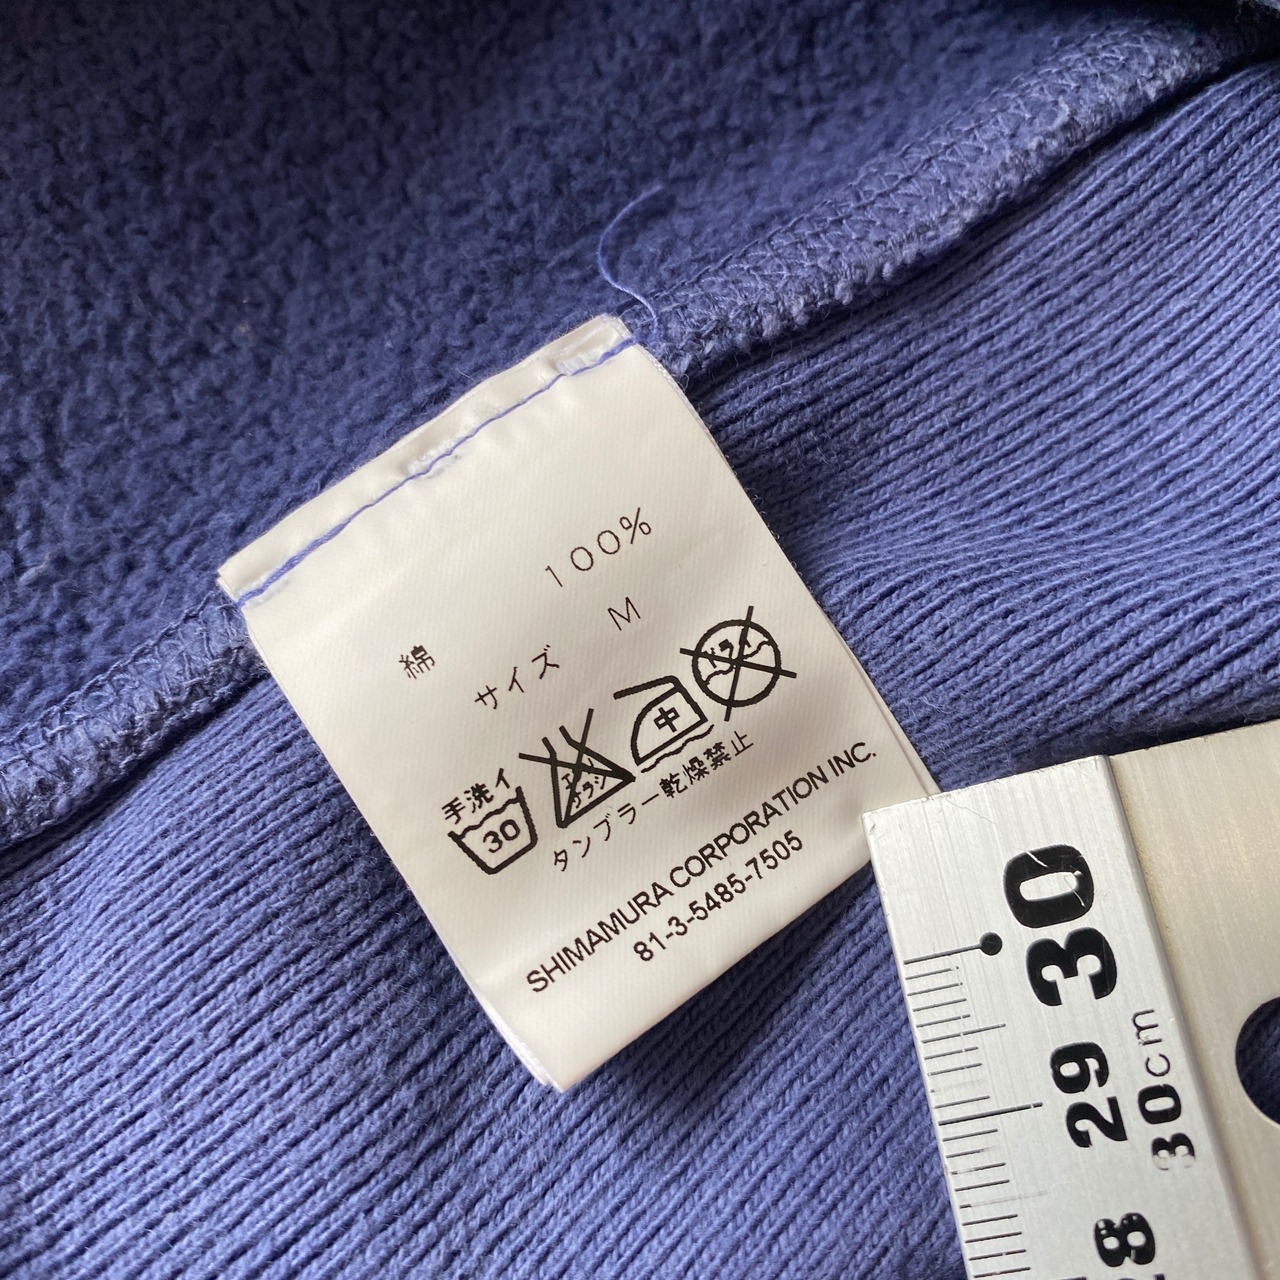 綿 100%
サイズ M
手洗イ
30
エンソ
サラシ
中
ドライ
タンブラー乾燥禁止
SHIMAMURA CORPORATION INC.
81-3-5485-7505
30
30cm
29
8